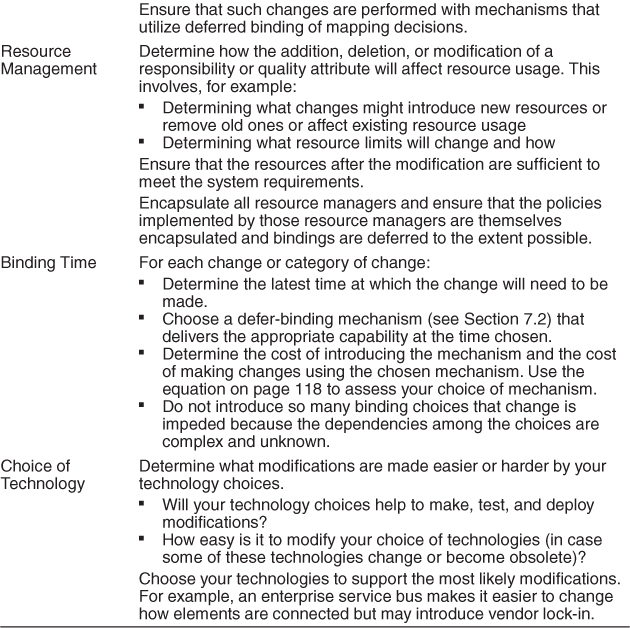 Ensure that such changes are performed with mechanisms that
utilize deferred binding of mapping decisions.
Resource
Management
Determine how the addition, deletion, or modification of a
responsibility or quality attribute will affect resource usage. This
involves, for example:
▪ Determining what changes might introduce new resources or
remove old ones or affect existing resource usage
▪ Determining what resource limits will change and how
Ensure that the resources after the modification are sufficient to
meet the system requirements.
Encapsulate all resource managers and ensure that the policies
implemented by those resource managers are themselves
encapsulated and bindings are deferred to the extent possible.
Binding Time
For each change or category of change:
▪ Determine the latest time at which the change will need to be
made.
▪ Choose a defer-binding mechanism (see Section 7.2) that
delivers the appropriate capability at the time chosen.
▪ Determine the cost of introducing the mechanism and the cost
of making changes using the chosen mechanism. Use the
equation on page 118 to assess your choice of mechanism.
▪ Do not introduce so many binding choices that change is
impeded because the dependencies among the choices are
complex and unknown.
Choice of
Technology
Determine what modifications are made easier or harder by your
technology choices.
▪ Will your technology choices help to make, test, and deploy
modifications?
▪ How easy is it to modify your choice of technologies (in case
some of these technologies change or become obsolete)?
Choose your technologies to support the most likely modifications.
For example, an enterprise service bus makes it easier to change
how elements are connected but may introduce vendor lock-in.